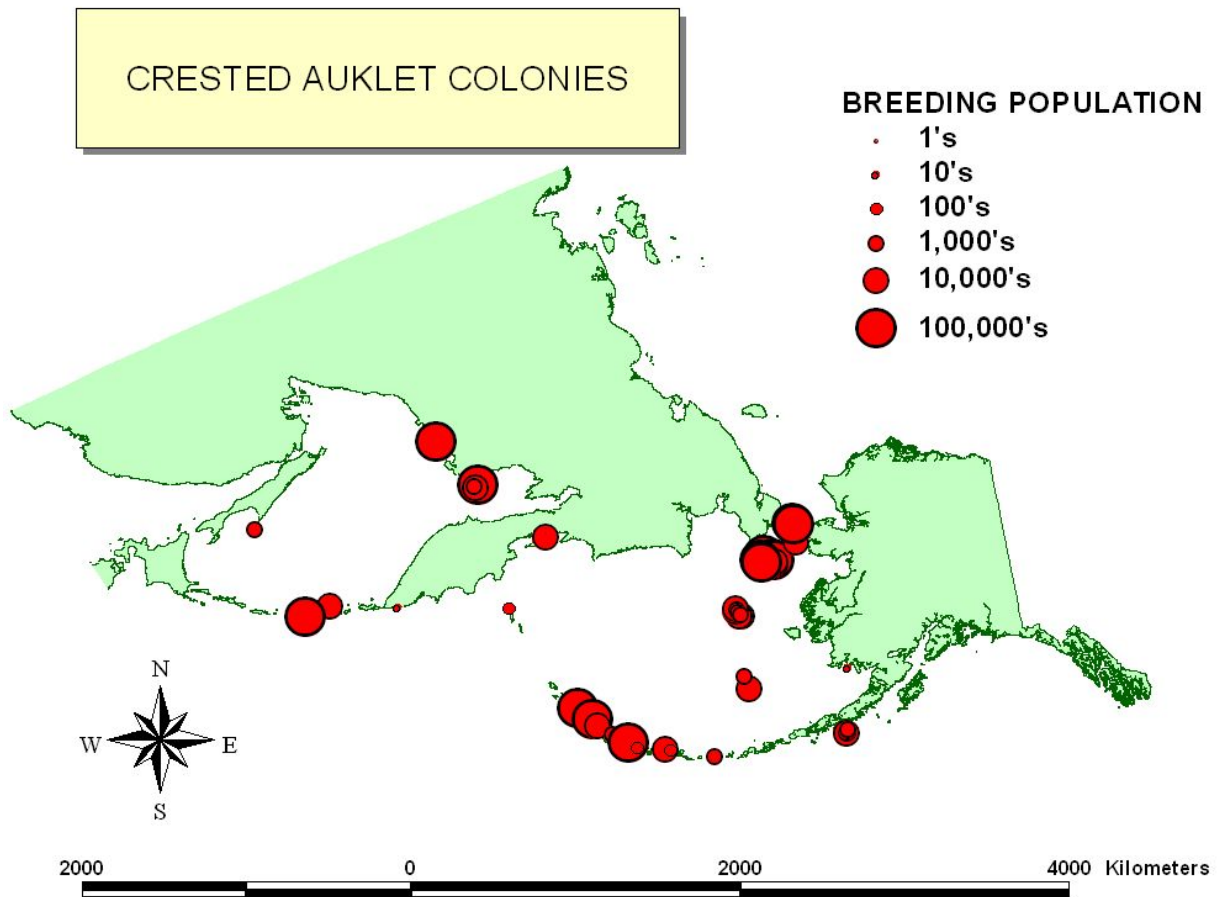 CRESTED AUKLET COLONIES
BREEDING POPULATION
1's
10's
100's
1,000's
10,000's
100,000's
N
W E
S
2000 0 2000 4000 Kilometers